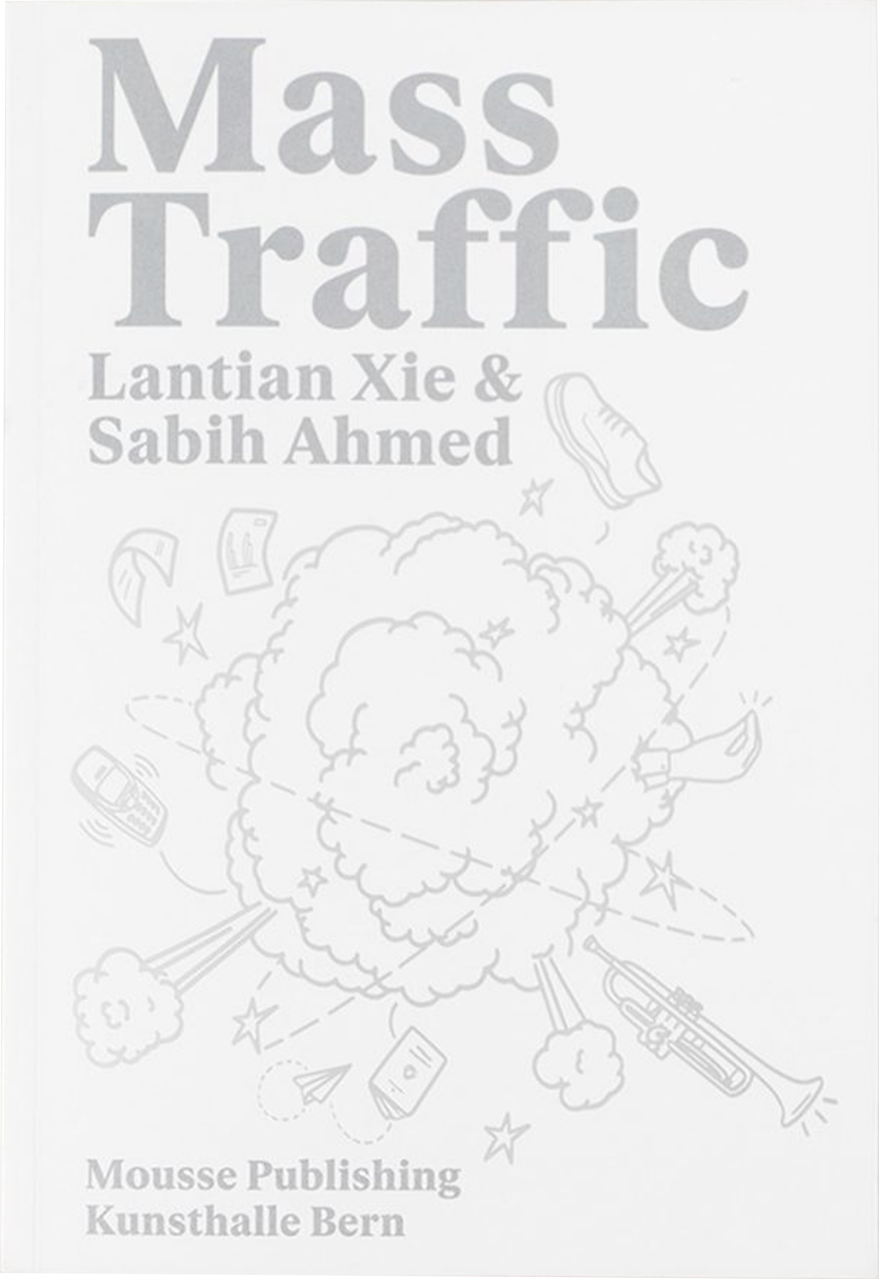 Mass
Traffic
Lantian Xie &
Sabih Ahmed
Mousse Publishing
Kunsthalle Bern